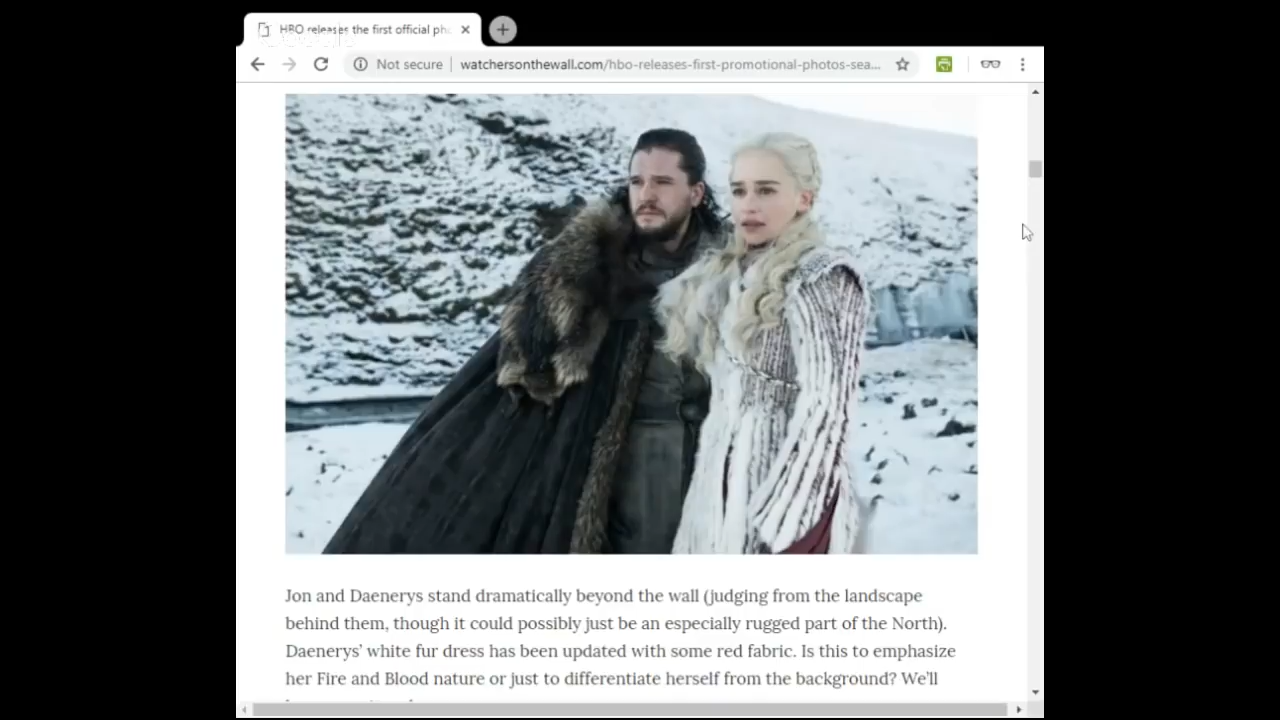 HBO releases the first official pho
Not secure
watchersonthewall.com/hbo-releases-first-promotional-photos-sea...
Jon and Daenerys stand dramatically beyond the wall (judging from the landscape
behind them, though it could possibly just be an especially rugged part of the North).
Daenerys’ white fur dress has been updated with some red fabric. Is this to emphasize
her Fire and Blood nature or just to differentiate herself from the background? We’ll